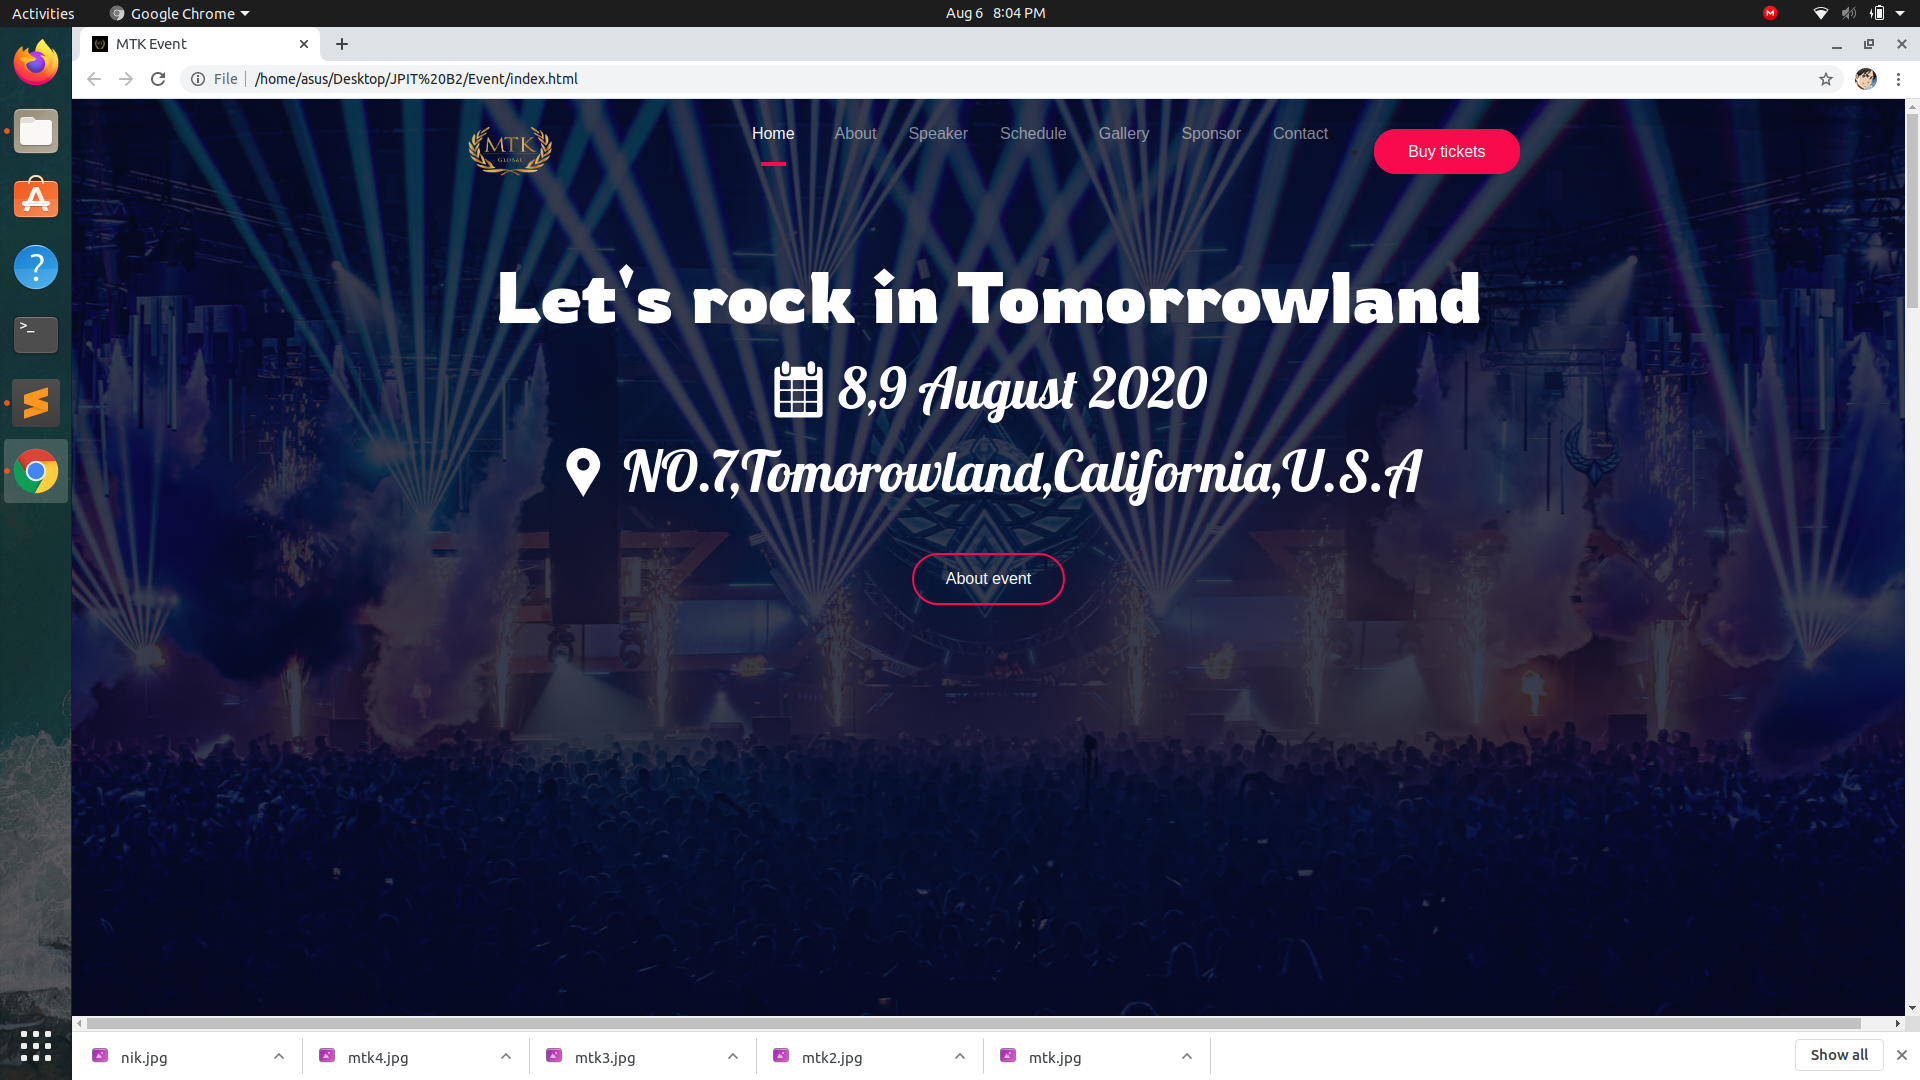 Activities
Google Chrome
Aug 6 8:04 PM
MTK Event
File
/home/asus/Desktop/JPIT%20B2/Event/index.html
MTK
GLOBAL
Home
About
Speaker
Schedule
Gallery
Sponsor
Contact
Buy tickets
Let's rock in Tomorrowland
8,9 August 2020
NO.7,Tomorowland,California,U.S.A
About event
nik.jpg
mtk4.jpg
mtk3.jpg
mtk2.jpg
mtk.jpg
Show all